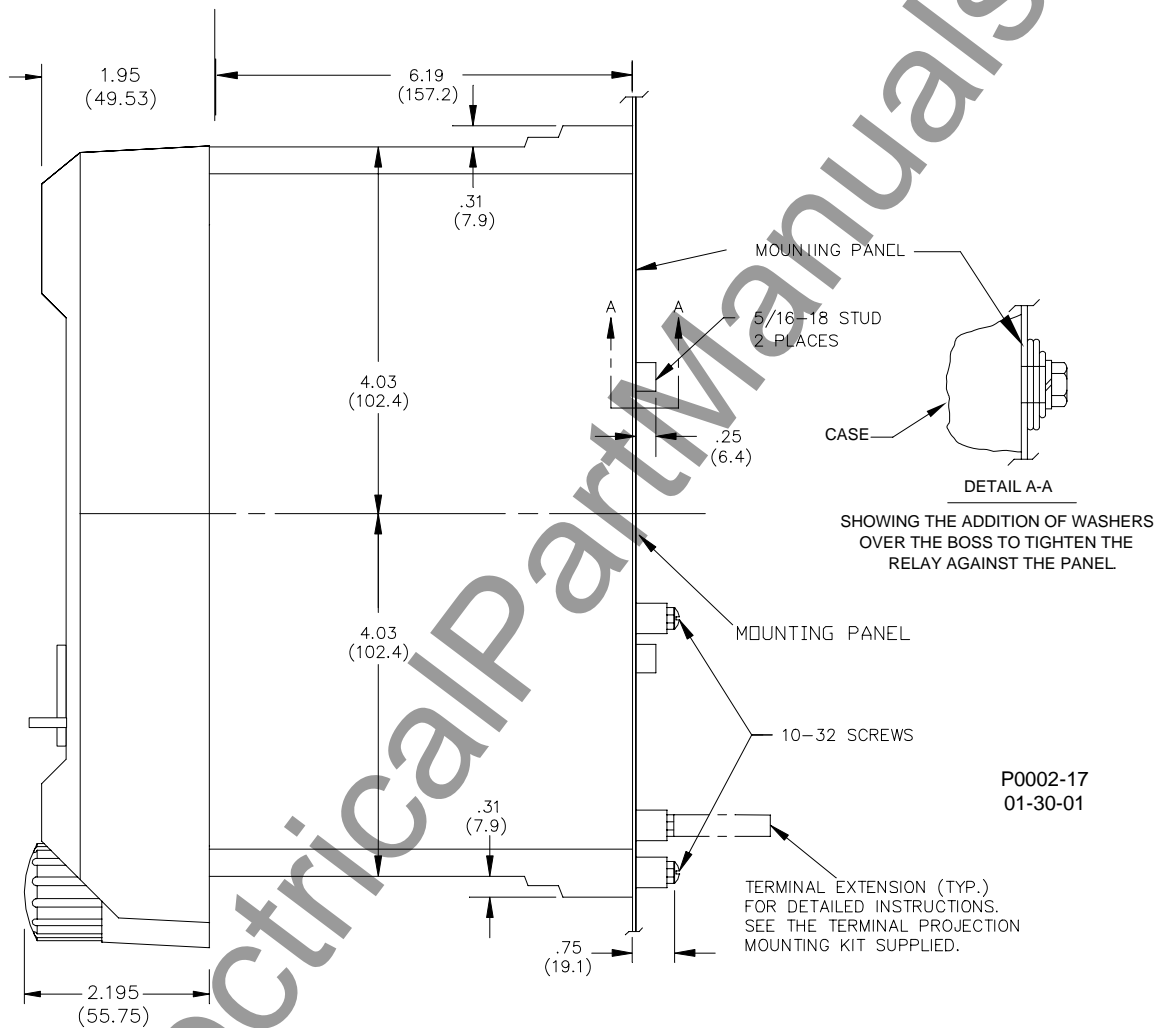 1.95
(49.53)
6.19
(157.2)
.31
(7.9)
MOUNTING PANEL
A A
5/16-18 STUD
2 PLACES
4.03
(102.4)
.25
(6.4)
CASE
DETAIL A-A
SHOWING THE ADDITION OF WASHERS
OVER THE BOSS TO TIGHTEN THE
RELAY AGAINST THE PANEL.
4.03
(102.4)
MOUNTING PANEL
10-32 SCREWS
P0002-17
01-30-01
.31
(7.9)
TERMINAL EXTENSION (TYP.)
FOR DETAILED INSTRUCTIONS.
SEE THE TERMINAL PROJECTION
MOUNTING KIT SUPPLIED.
.75
(19.1)
2.195
(55.75)
ctricalPartManuals